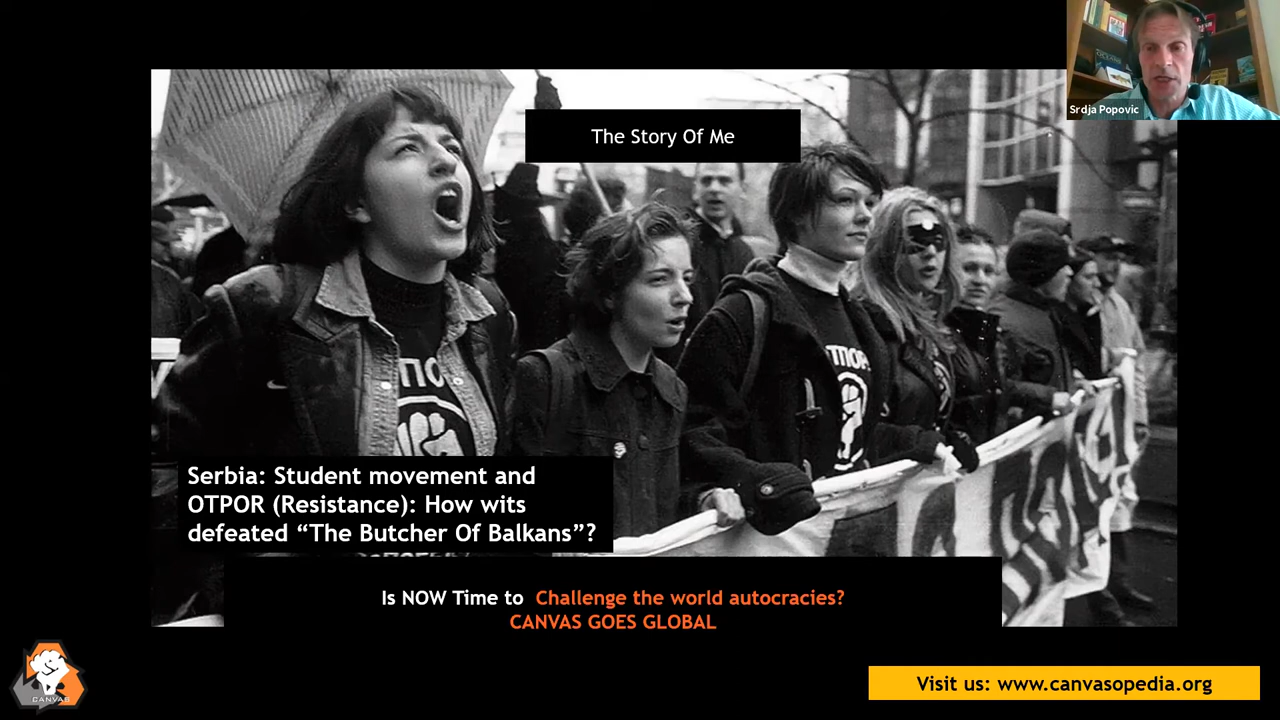 Srdja Popovic
The Story Of Me
Serbia: Student movement and
OTPOR (Resistance): How wits
defeated “The Butcher Of Balkans”?
Is NOW Time to Challenge the world autocracies?
CANVAS GOES GLOBAL
CANVAS
Visit us: www.canvasopedia.org